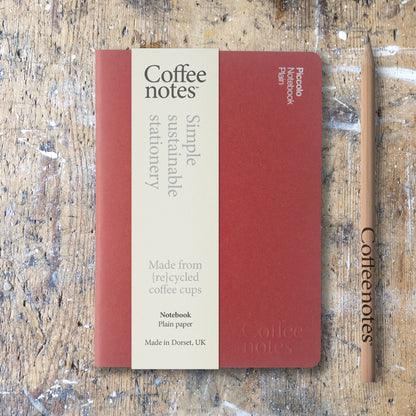 Coffee
notes™
Simple
sustainable
stationery
Made from
[re]cycled
coffee cups
Notebook
Plain paper
Made in Dorset, UK
Piccolo
Notebook
Plain
Coffee
notes
Coffeenotes